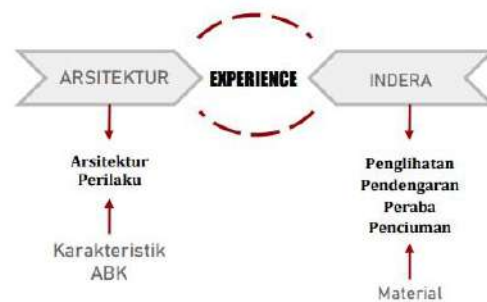 ARSITEKTUR
EXPERIENCE
INDERA
Arsitektur
Perilaku
Karakteristik
ABK
Penglihatan
Pendengaran
Peraba
Penciuman
Material